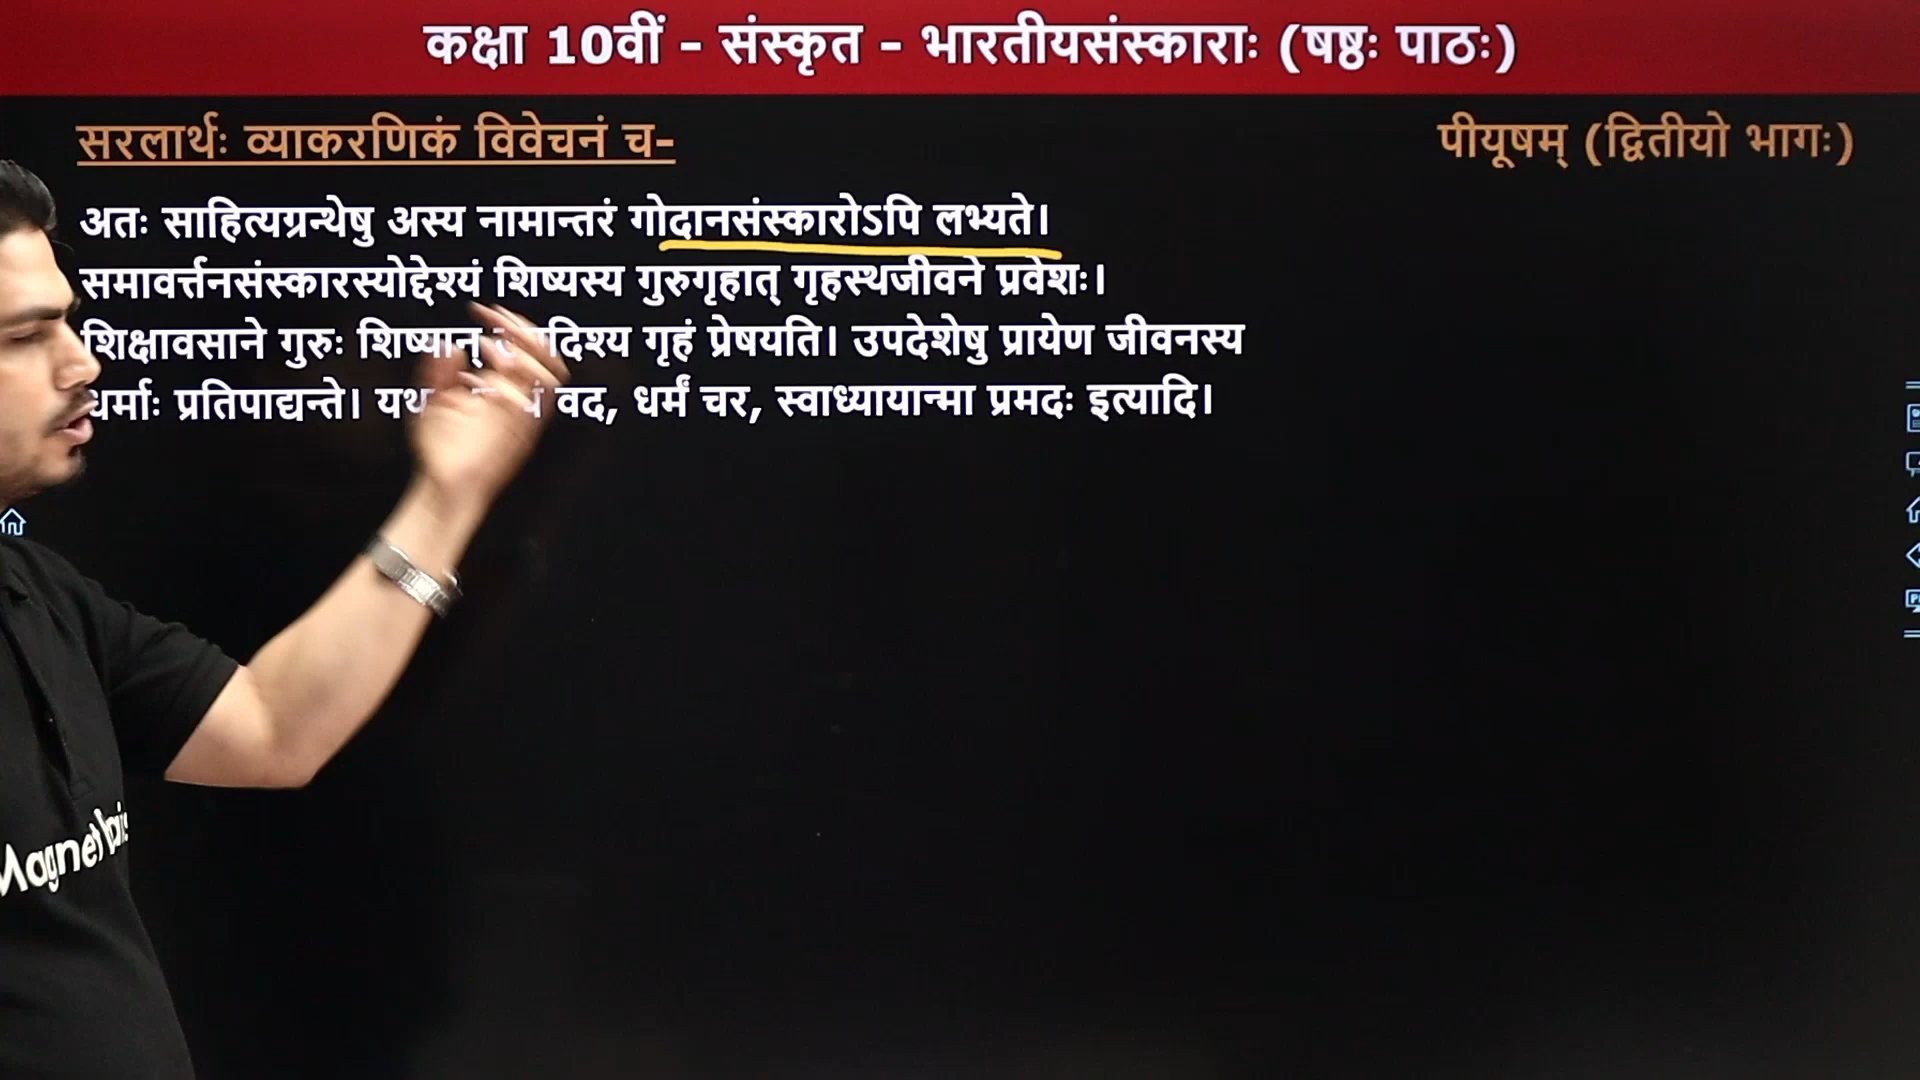 कक्षा 10वीं - संस्कृत - भारतीयसंस्काराः (षष्ठः पाठः)
सरलार्थः व्याकरणिकं विवेचनं च-
पीयूषम् (द्वितीयो भागः)
अतः साहित्यग्रन्थेषु अस्य नामान्तरं गोदानसंस्कारोऽपि लभ्यते।
समावर्त्तनसंस्कारस्योद्देश्यं शिष्यस्य गुरुगृहात् गृहस्थजीवने प्रवेशः।
शिक्षावसाने गुरुः शिष्यान् गृहं प्रेषयति। उपदेशेषु प्रायेण जीवनस्य
धर्माः प्रतिपाद्यन्ते। वद, धर्मं चर, स्वाध्यायान्मा प्रमदः इत्यादि।